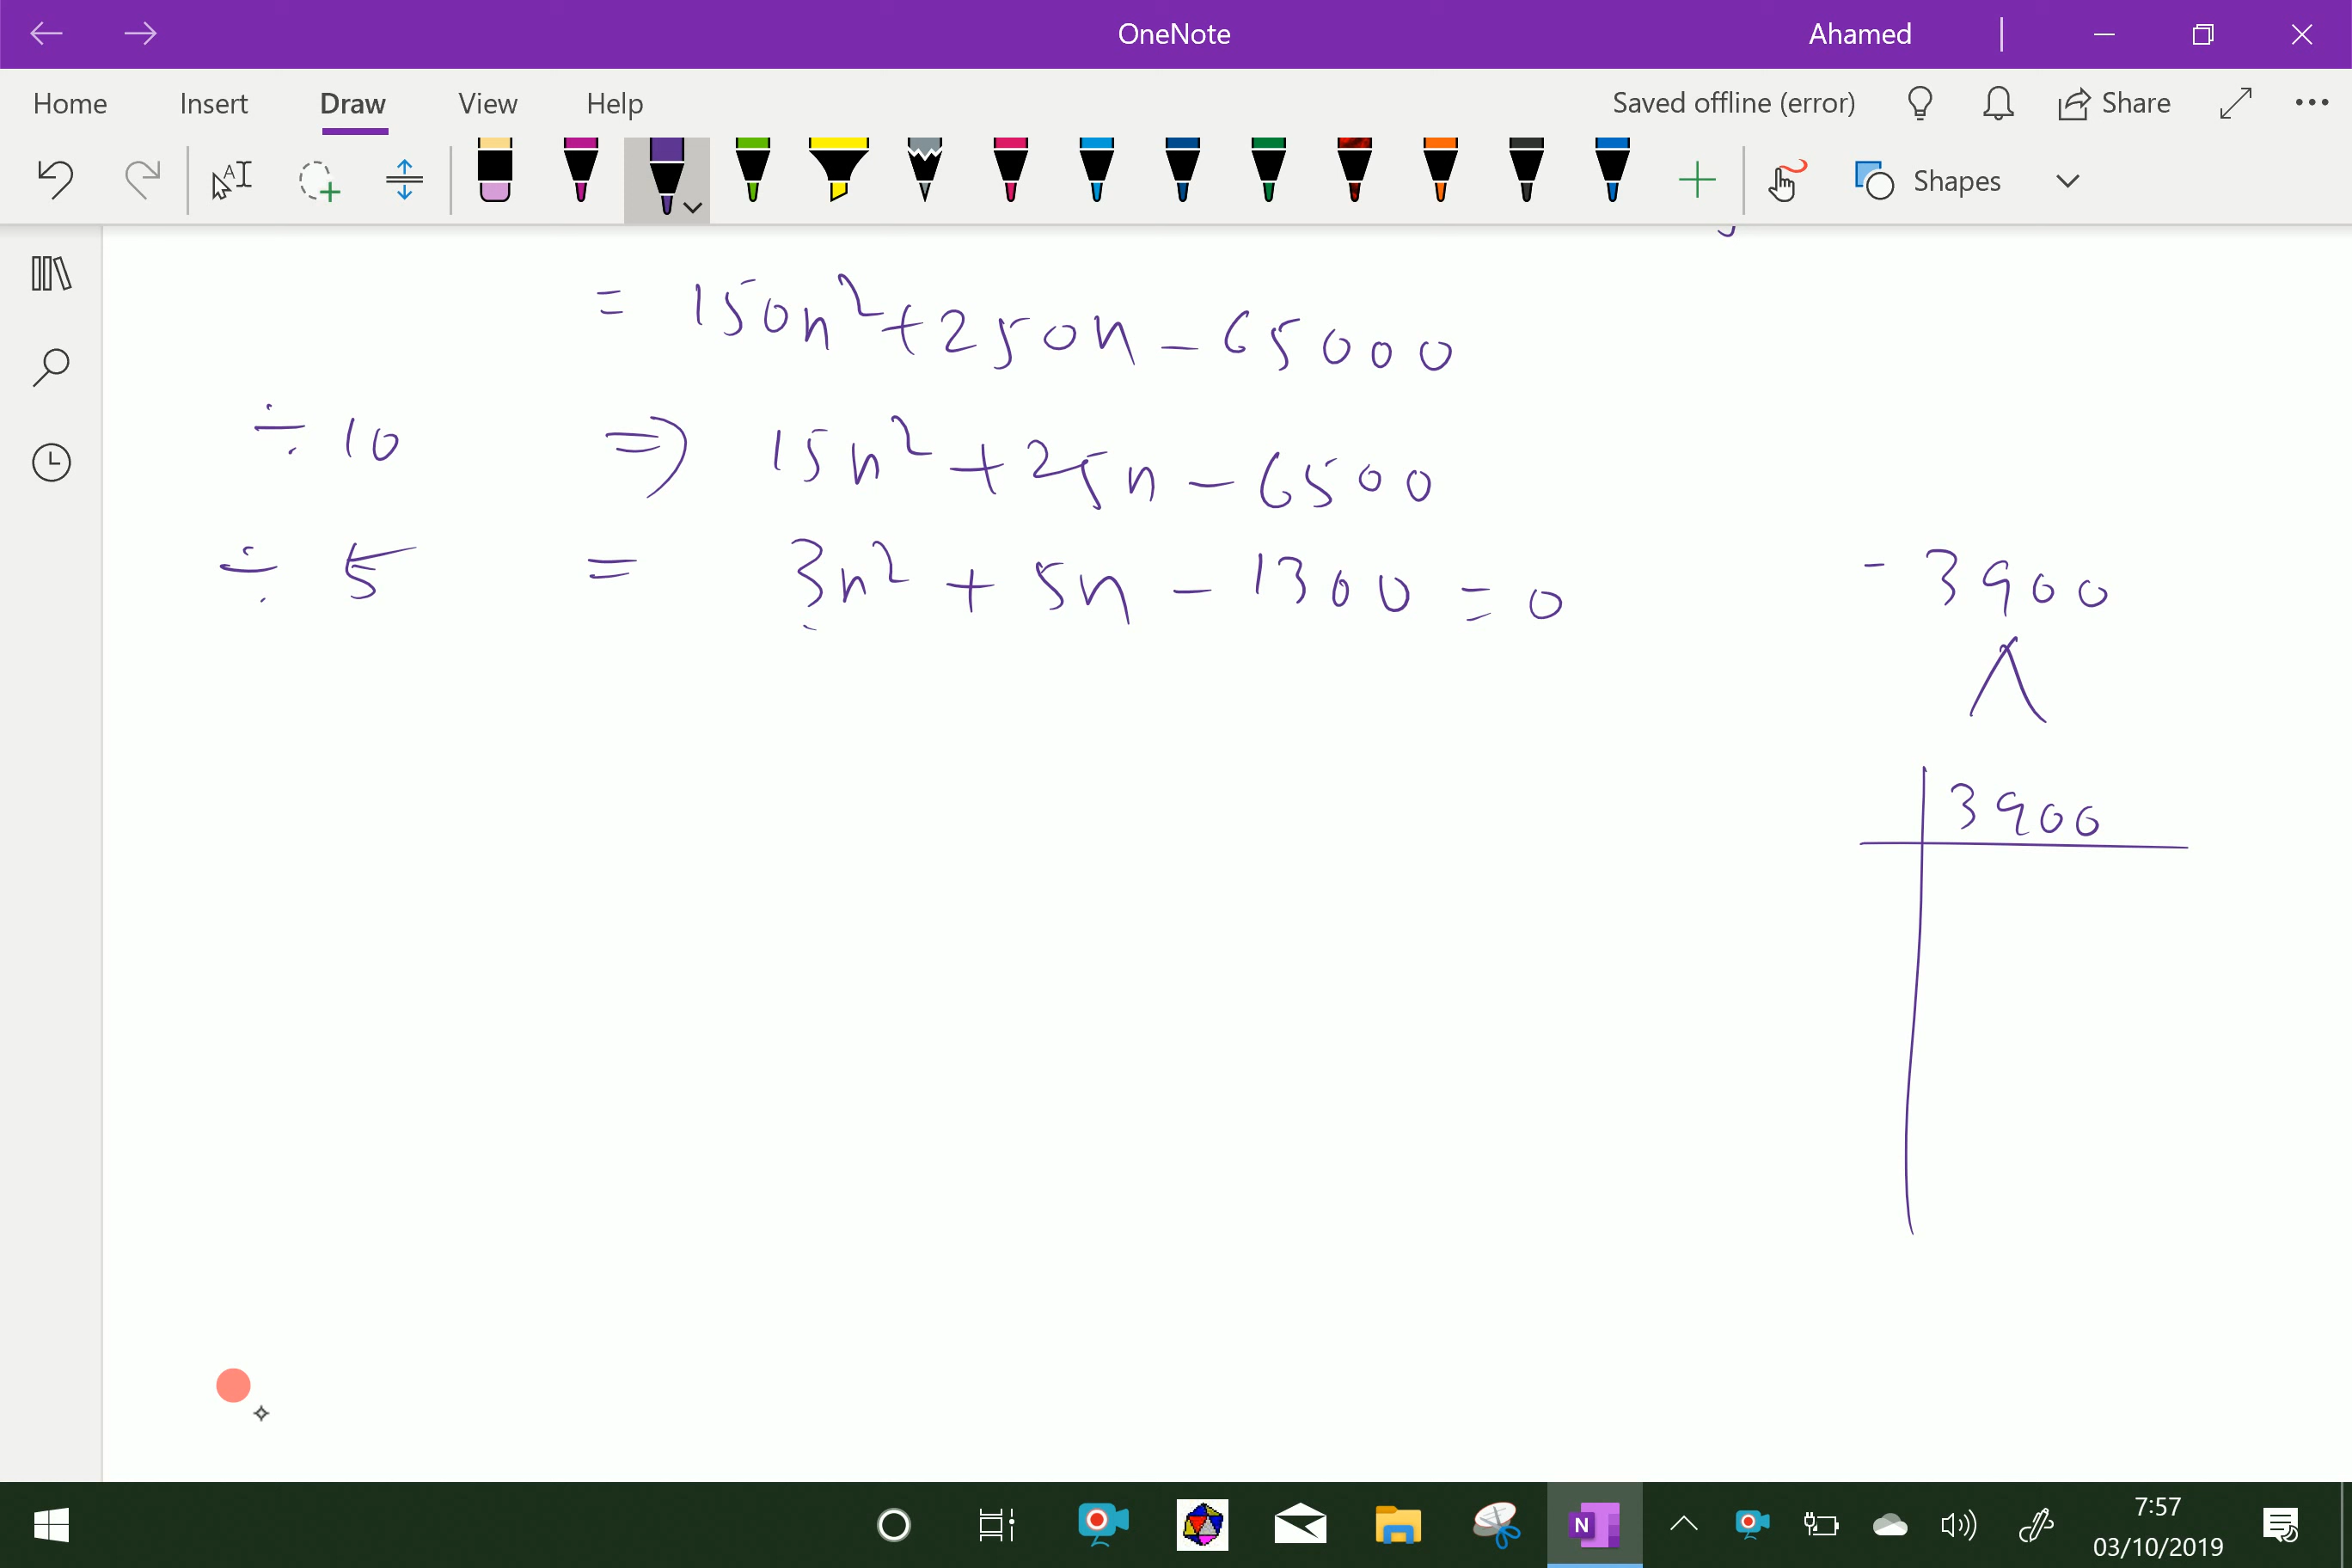 OneNote
Ahamed
Home Insert Draw View Help
Saved offline (error)
Share
Shapes
= 150n² + 250n - 65000
÷ 10 ⇒ 15n² + 25n - 6500
÷ 5 = 3n² + 5n - 1300 = 0
- 3900
3900
7:57
03/10/2019